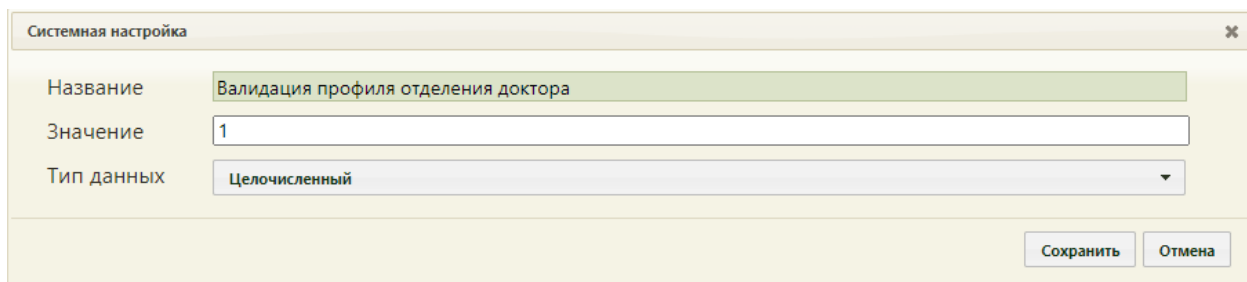 Системная настройка
Название Валидация профиля отделения доктора
Значение 1
Тип данных Целочисленный
Сохранить Отмена